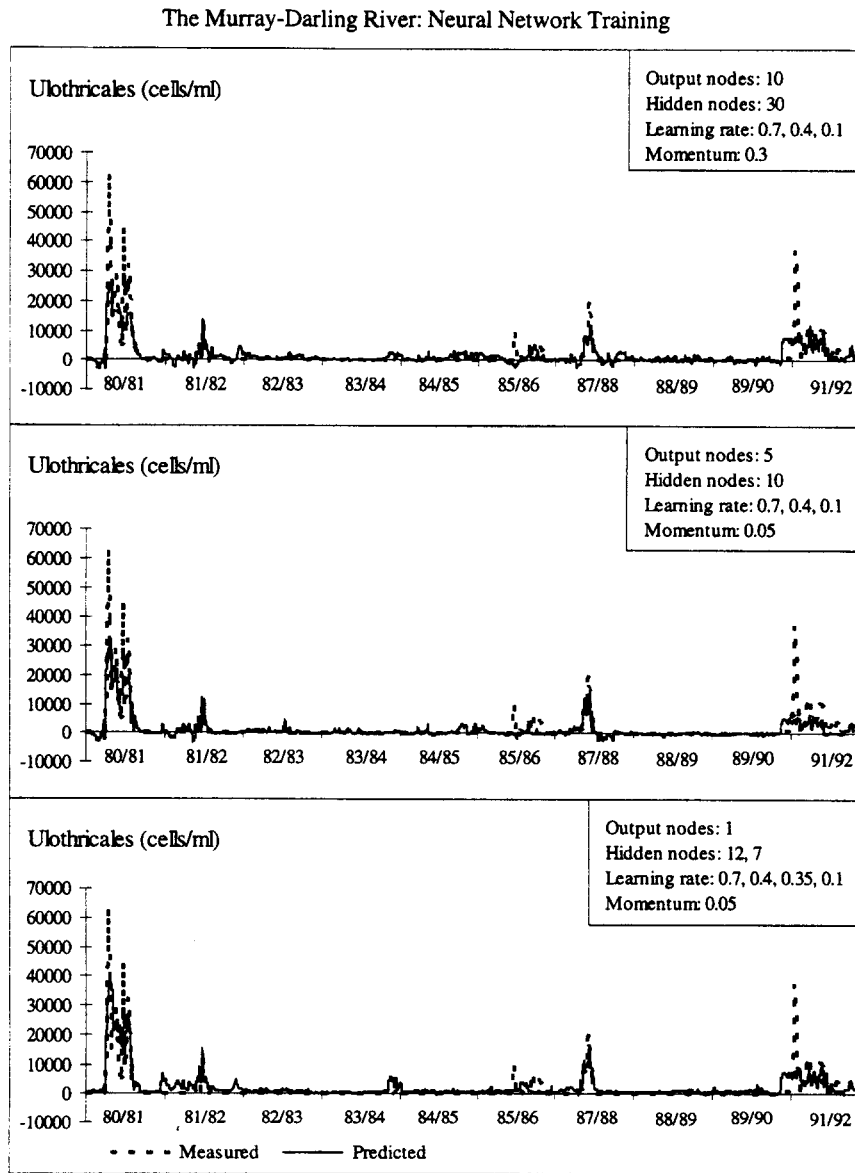 The Murray-Darling River: Neural Network Training
Ulothricales (cells/ml)
Output nodes: 10
Hidden nodes: 30
Learning rate: 0.7, 0.4, 0.1
Momentum: 0.3
70000
60000
50000
40000
30000
20000
10000
0
-10000
80/81 81/82 82/83 83/84 84/85 85/86 87/88 88/89 89/90 91/92
Ulothricales (cells/ml)
Output nodes: 5
Hidden nodes: 10
Learning rate: 0.7, 0.4, 0.1
Momentum: 0.05
70000
60000
50000
40000
30000
20000
10000
0
-10000
80/81 81/82 82/83 83/84 84/85 85/86 87/88 88/89 89/90 91/92
Ulothricales (cells/ml)
Output nodes: 1
Hidden nodes: 12, 7
Learning rate: 0.7, 0.4, 0.35, 0.1
Momentum: 0.05
70000
60000
50000
40000
30000
20000
10000
0
-10000
80/81 81/82 82/83 83/84 84/85 85/86 87/88 88/89 89/90 91/92
Measured Predicted